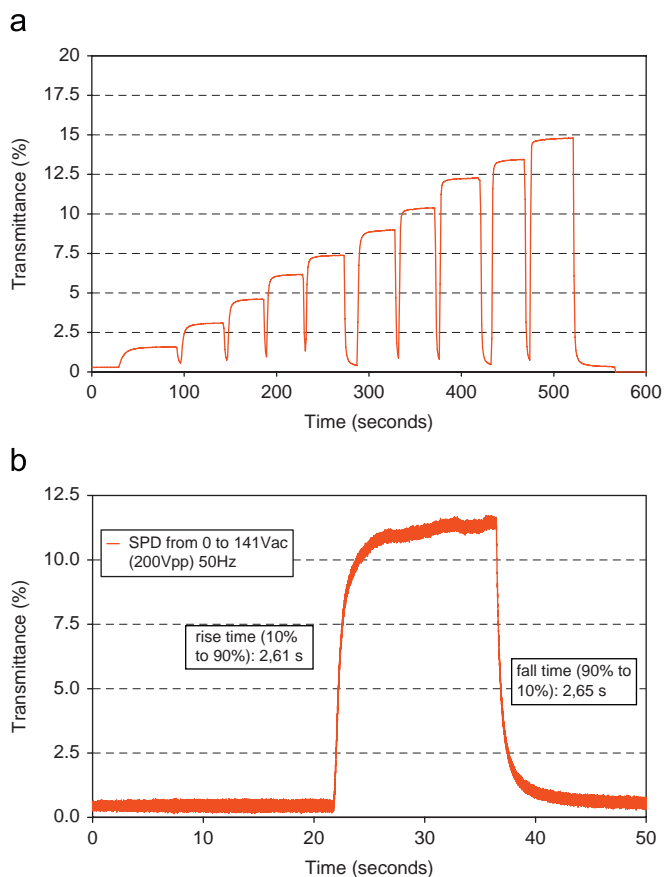 a
20
17.5
15
12.5
10
7.5
5
2.5
0
Transmittance (%)
0 100 200 300 400 500 600
Time (seconds)
b
12.5
10.0
7.5
5.0
2.5
0.0
Transmittance (%)
SPD from 0 to 141Vac
(200Vpp) 50Hz
rise time (10%
to 90%): 2,61 s
fall time (90% to
10%): 2,65 s
0 10 20 30 40 50
Time (seconds)